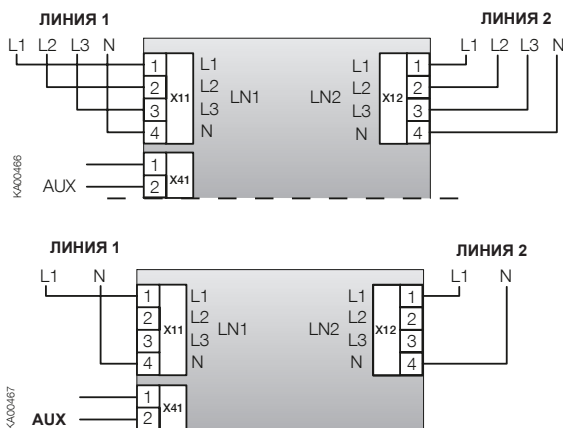 ЛИНИЯ 1 ЛИНИЯ 2
L1 L2 L3 N L1 L2 L3 N
1 L1 L1 1
2 X11 L2 LN1 LN2 L2 X12 2
3 L3 L3 3
4 N N 4
KA00466
1
AUX 2 X41
ЛИНИЯ 1 ЛИНИЯ 2
L1 N L1 N
1 L1 L1 1
2 X11 L2 LN1 LN2 L2 X12 2
3 L3 L3 3
4 N N 4
KA00467
1
AUX 2 X41